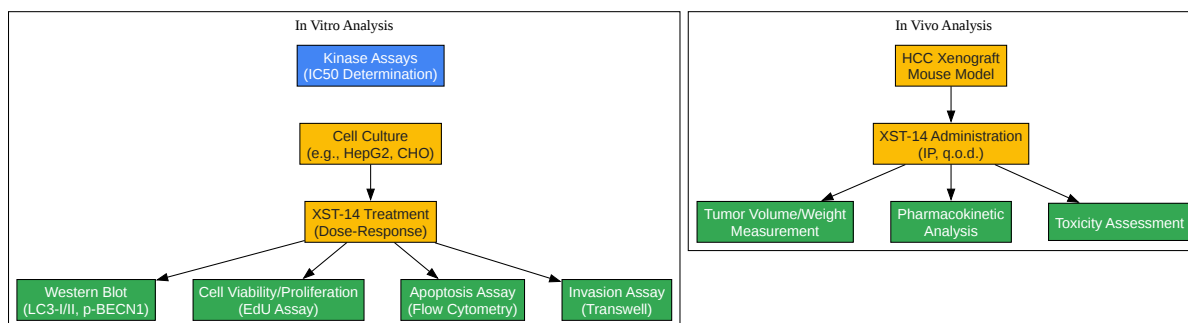 In Vitro Analysis
Kinase Assays
(IC50 Determination)
Cell Culture
(e.g., HepG2, CHO)
XST-14 Treatment
(Dose-Response)
Western Blot
(LC3-I/II, p-BECN1)
Cell Viability/Proliferation
(EdU Assay)
Apoptosis Assay
(Flow Cytometry)
Invasion Assay
(Transwell)
In Vivo Analysis
HCC Xenograft
Mouse Model
XST-14 Administration
(IP, q.o.d.)
Tumor Volume/Weight
Measurement
Pharmacokinetic
Analysis
Toxicity Assessment